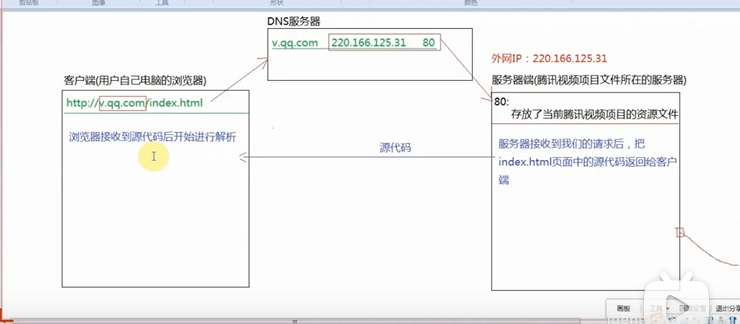 剪贴板
图像
工具
形状
颜色
DNS服务器
v.qq.com 220.166.125.31 80
外网IP：220.166.125.31
客户端(用户自己电脑的浏览器)
服务器端(腾讯视频项目文件所在的服务器)
http://v.qq.com/index.html
80:
存放了当前腾讯视频项目的资源文件
浏览器接收到源代码后开始进行解析
源代码
服务器接收到我们的请求后，把
index.html页面中的源代码返回给客户
端
画板
工具
退出分享